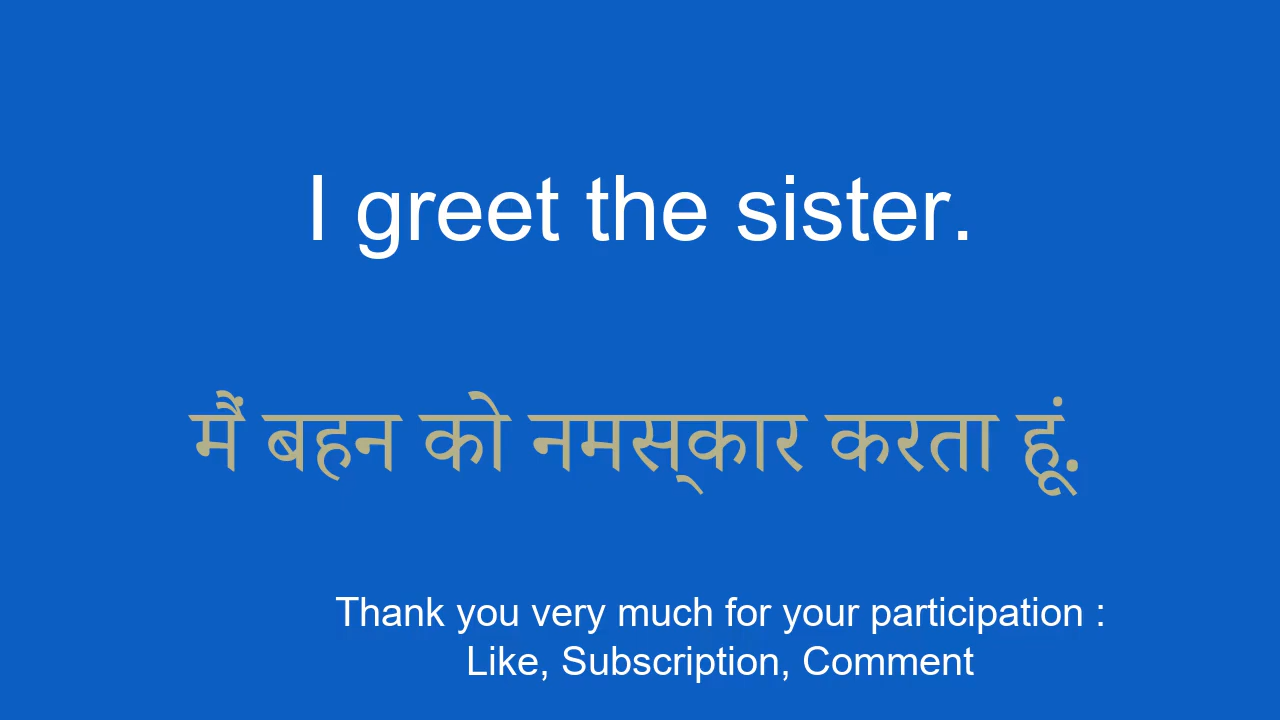 I greet the sister.
मैं बहन को नमस्‌कार करता हूं.
Thank you very much for your participation :
Like, Subscription, Comment